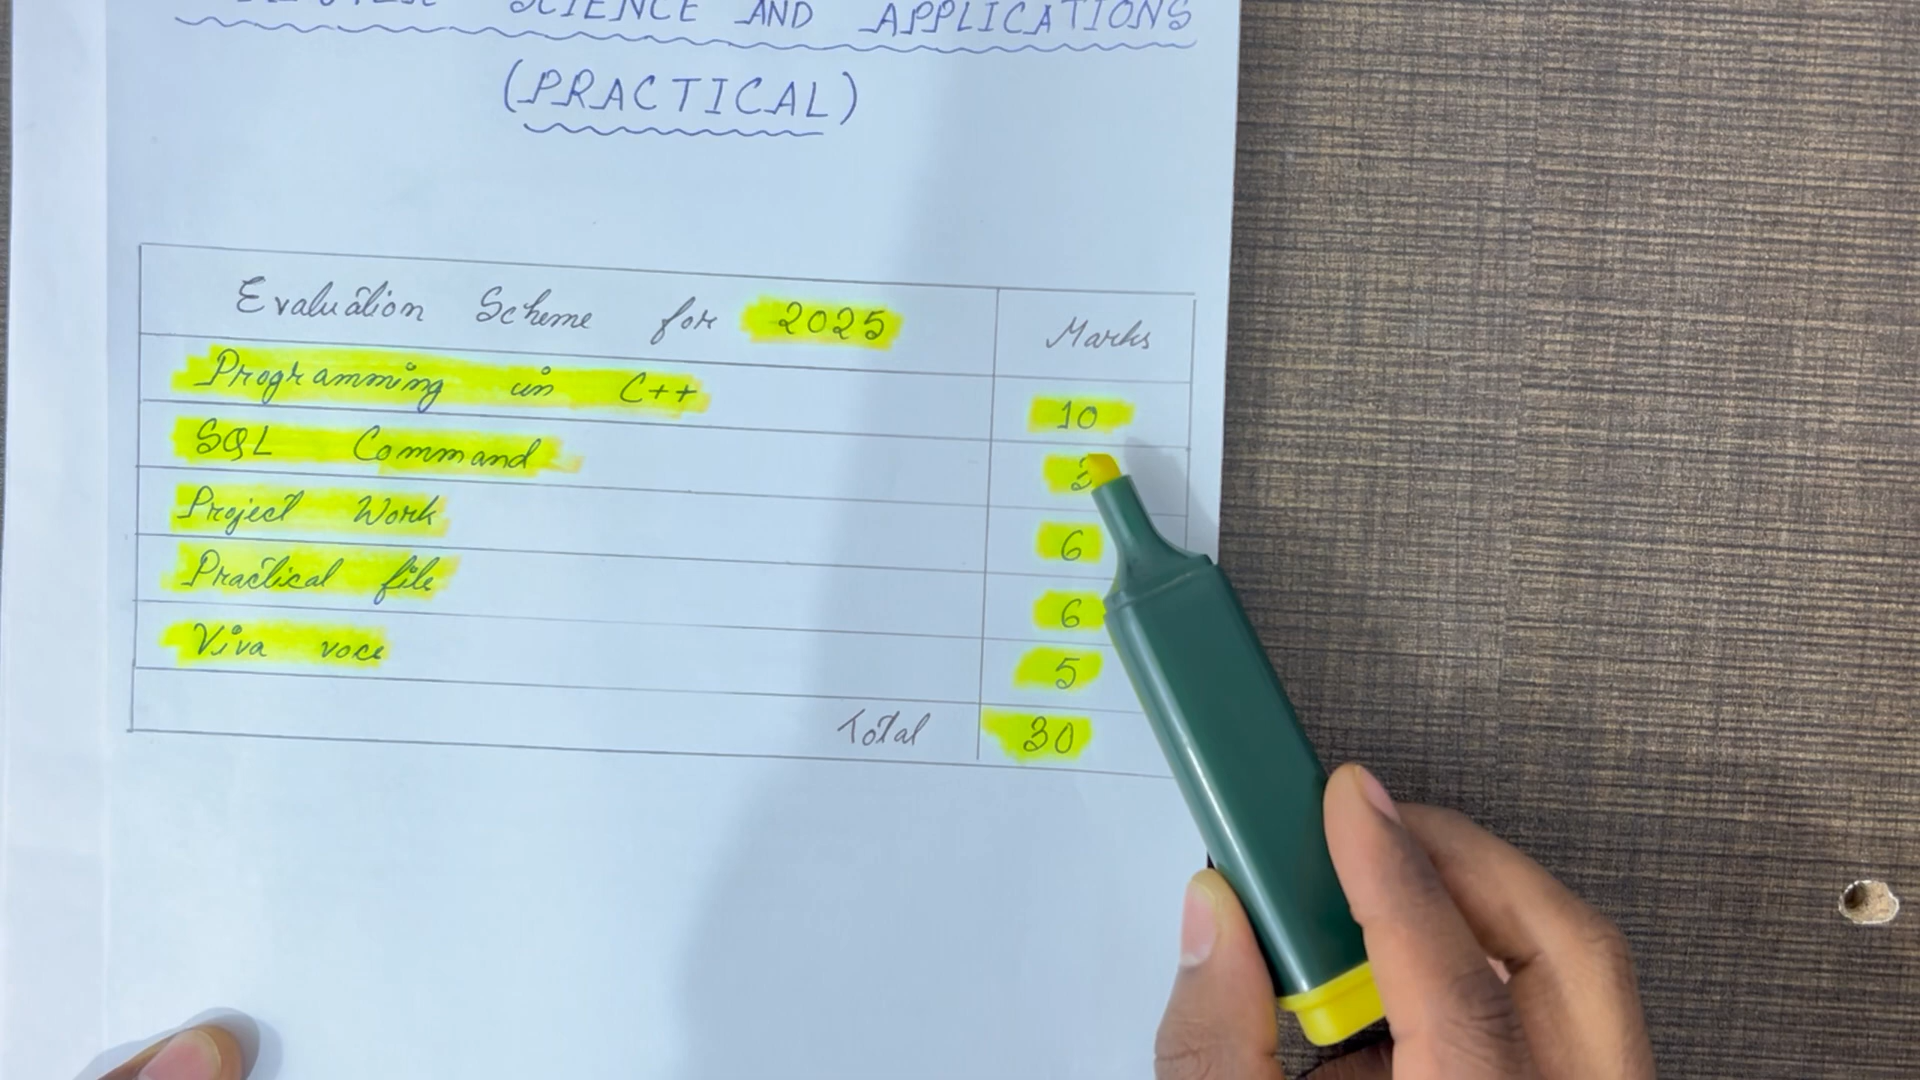 SCIENCE AND APPLICATIONS
(PRACTICAL)
Evaluation Scheme for 2025 Marks
Programming in C++ 10
SQL Command 3
Project Work 6
Practical file 6
Viva voce 5
Total 30